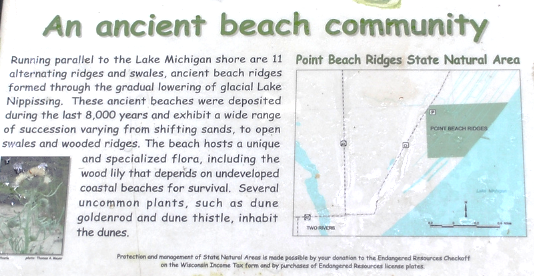 An ancient beach community
Running parallel to the Lake Michigan shore are 11
alternating ridges and swales, ancient beach ridges
formed through the gradual lowering of glacial Lake
Nippissing. These ancient beaches were deposited
during the last 8,000 years and exhibit a wide range
of succession varying from shifting sands, to open
swales and wooded ridges. The beach hosts a unique
and specialized flora, including the
wood lily that depends on undeveloped
coastal beaches for survival. Several
uncommon plants, such as dune
goldenrod and dune thistle, inhabit
the dunes.
Point Beach Ridges State Natural Area
POINT BEACH RIDGES
Lake Michigan
TWO RIVERS
Protection and management of State Natural Areas is made possible by your donation to the Endangered Resources Checkoff
on the Wisconsin Income Tax form and by purchases of Endangered Resources license plates.